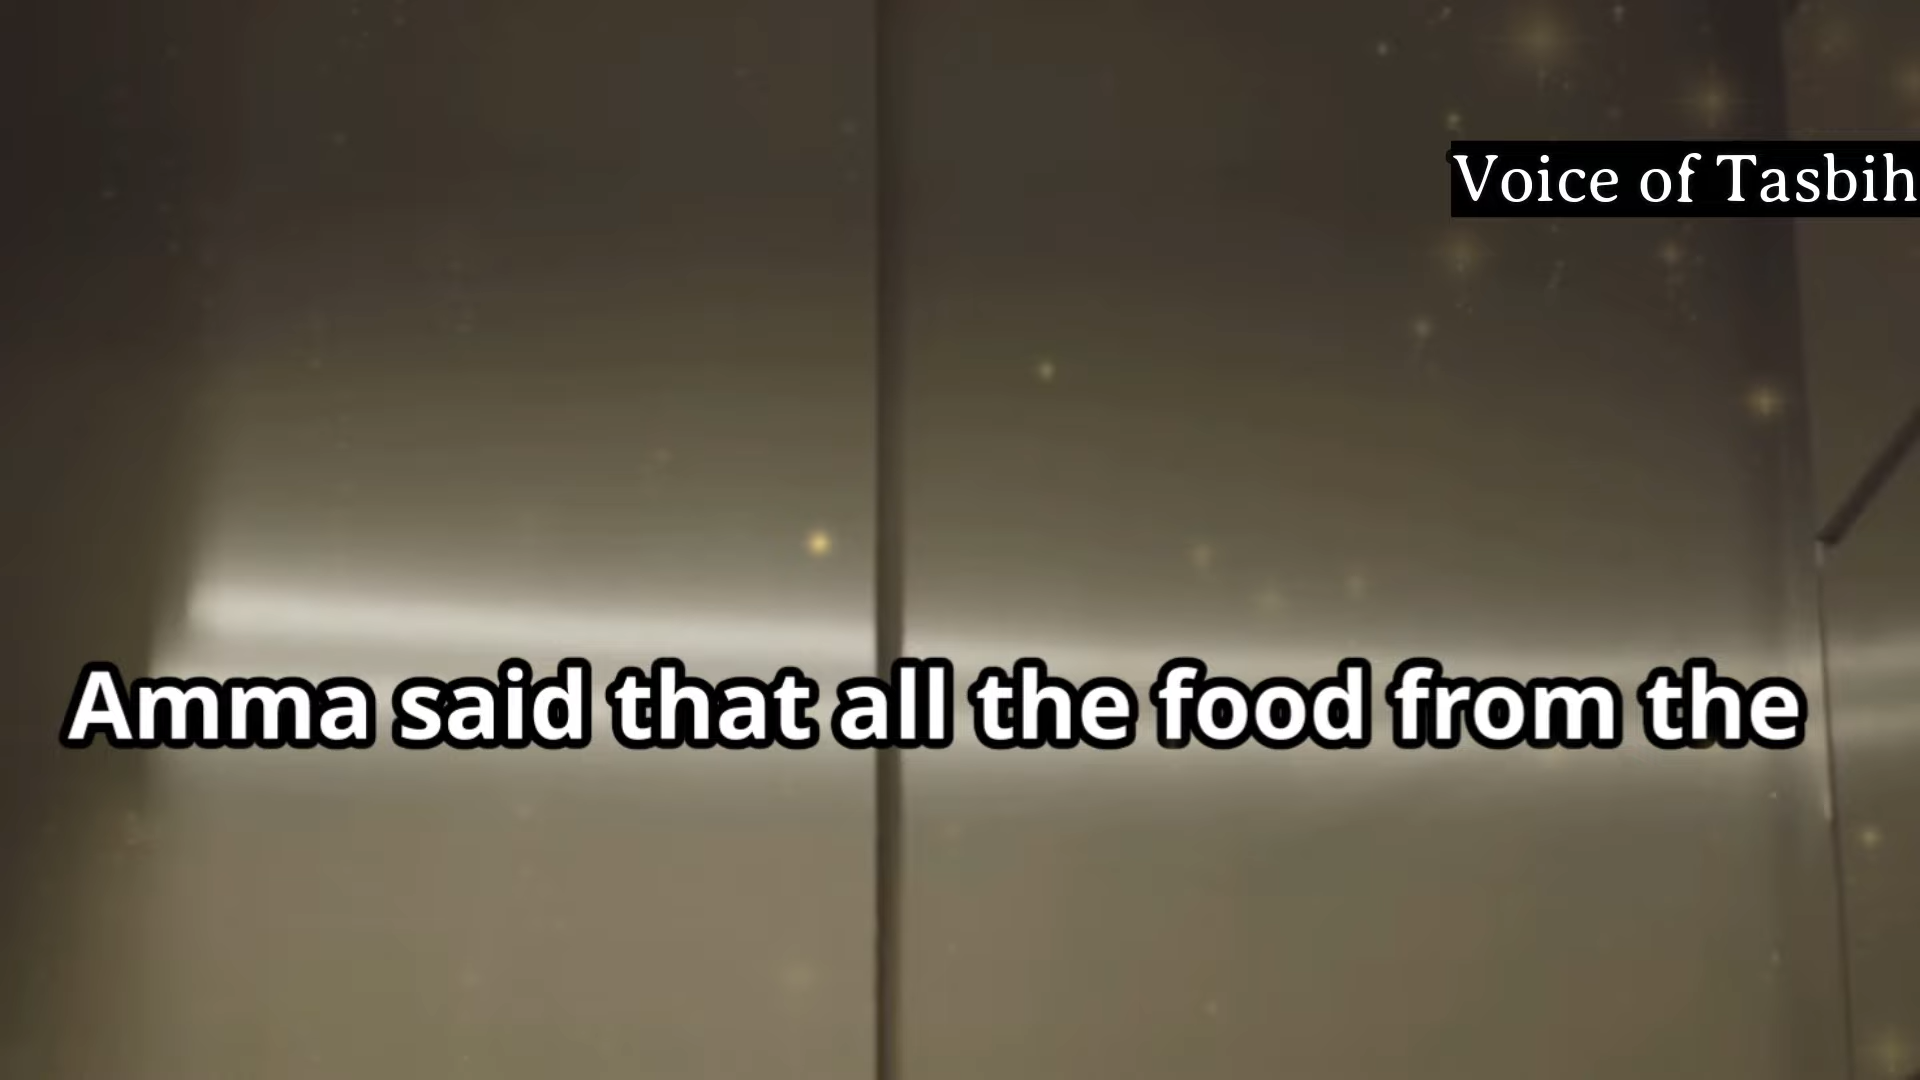 Voice of Tasbih
Amma said that all the food from the